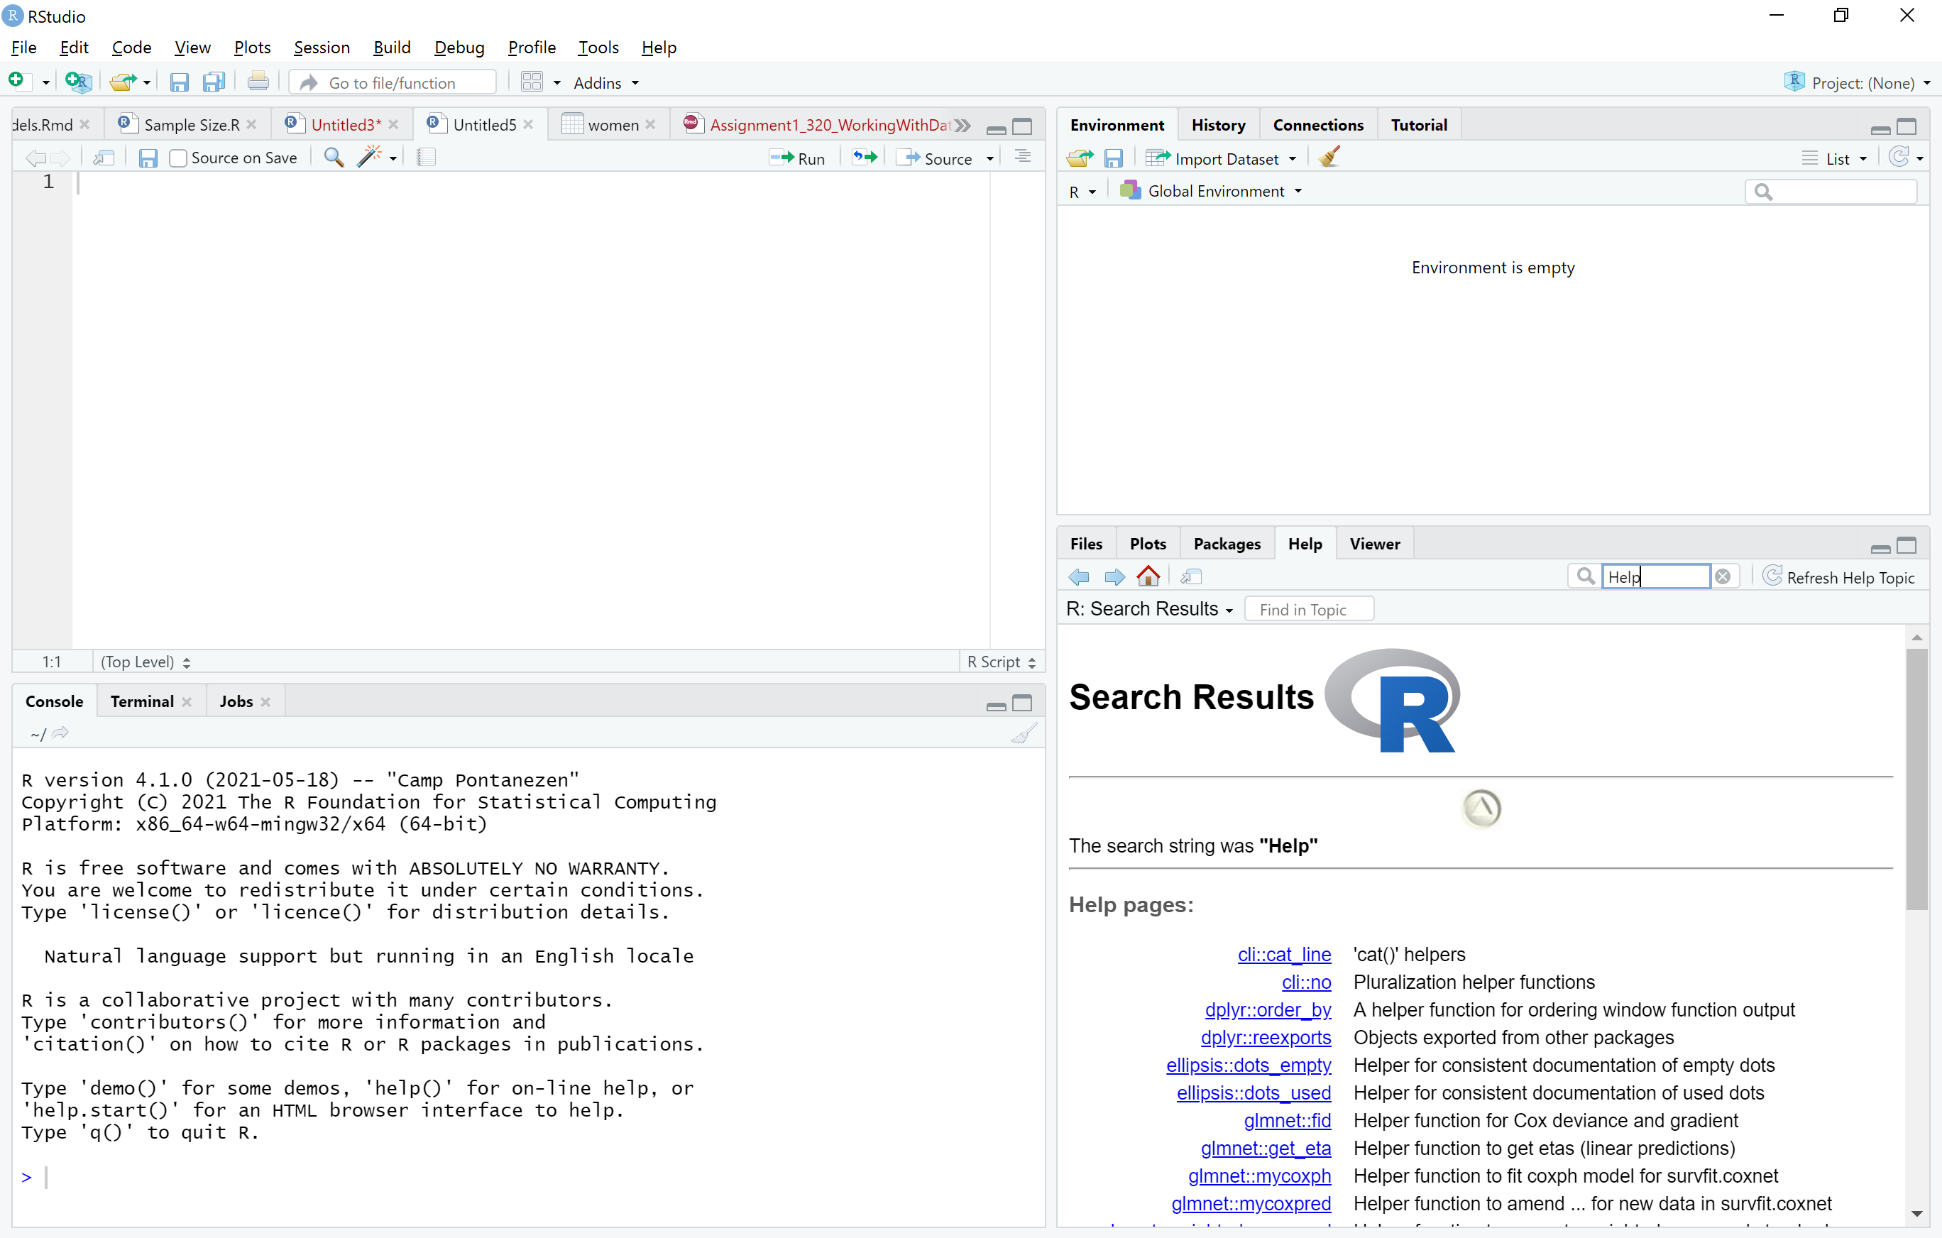 RStudio
File Edit Code View Plots Session Build Debug Profile Tools Help
Go to file/function Addins Project: (None)
dels.Rmd Sample Size.R Untitled3* Untitled5 women Assignment1_320_WorkingWithDat
Source on Save Run Source
1
1:1 (Top Level) R Script
Console Terminal Jobs
~/
R version 4.1.0 (2021-05-18) -- "Camp Pontanezen"
Copyright (C) 2021 The R Foundation for Statistical Computing
Platform: x86_64-w64-mingw32/x64 (64-bit)
R is free software and comes with ABSOLUTELY NO WARRANTY.
You are welcome to redistribute it under certain conditions.
Type 'license()' or 'licence()' for distribution details.
Natural language support but running in an English locale
R is a collaborative project with many contributors.
Type 'contributors()' for more information and
'citation()' on how to cite R or R packages in publications.
Type 'demo()' for some demos, 'help()' for on-line help, or
'help.start()' for an HTML browser interface to help.
Type 'q()' to quit R.
>
Environment History Connections Tutorial
Import Dataset List
R Global Environment
Environment is empty
Files Plots Packages Help Viewer
Help Refresh Help Topic
R: Search Results Find in Topic
Search Results R
The search string was "Help"
Help pages:
cli::cat_line 'cat()' helpers
cli::no Pluralization helper functions
dplyr::order_by A helper function for ordering window function output
dplyr::reexports Objects exported from other packages
ellipsis::dots_empty Helper for consistent documentation of empty dots
ellipsis::dots_used Helper for consistent documentation of used dots
glmnet::fid Helper function for Cox deviance and gradient
glmnet::get_eta Helper function to get etas (linear predictions)
glmnet::mycoxph Helper function to fit coxph model for survfit.coxnet
glmnet::mycoxpred Helper function to amend ... for new data in survfit.coxnet